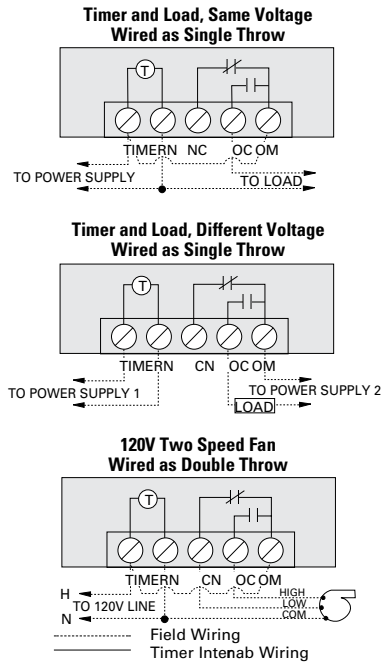 Timer and Load, Same Voltage
Wired as Single Throw
T
TIMERN NC OC OM
TO POWER SUPPLY
TO LOAD
Timer and Load, Different Voltage
Wired as Single Throw
T
TIMERN CN OC OM
TO POWER SUPPLY 1
TO POWER SUPPLY 2
LOAD
120V Two Speed Fan
Wired as Double Throw
T
TIMERN CN OC OM
H
TO 120V LINE
N
HIGH
LOW
COM
Field Wiring
Timer Internab Wiring